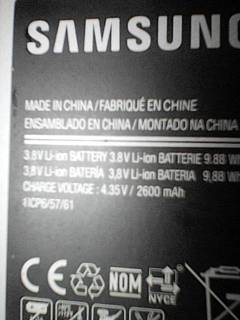 SAMSUNG
MADE IN CHINA / FABRIQUÉ EN CHINE
ENSAMBLADO EN CHINA / MONTADO NA CHINA
3.8V Li-ion BATTERY 3.8V Li-ion BATTERIE 9.88
3,8V Li-ion BATERÍA 3,8V Li-ion BATERIA 9,88
CHARGE VOLTAGE : 4.35V / 2600 mAh
1ICP6/57/61
CE NOM
NYCE